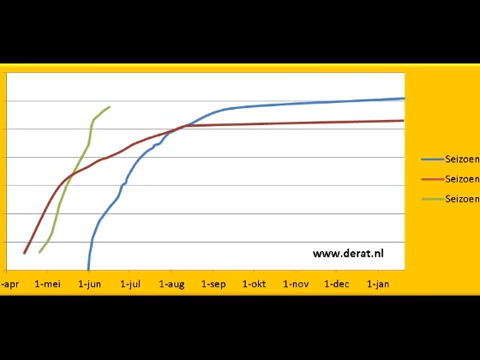 Seizoen
Seizoen
Seizoen
www.derat.nl
-apr 1-mei 1-jun 1-jul 1-aug 1-sep 1-okt 1-nov 1-dec 1-jan